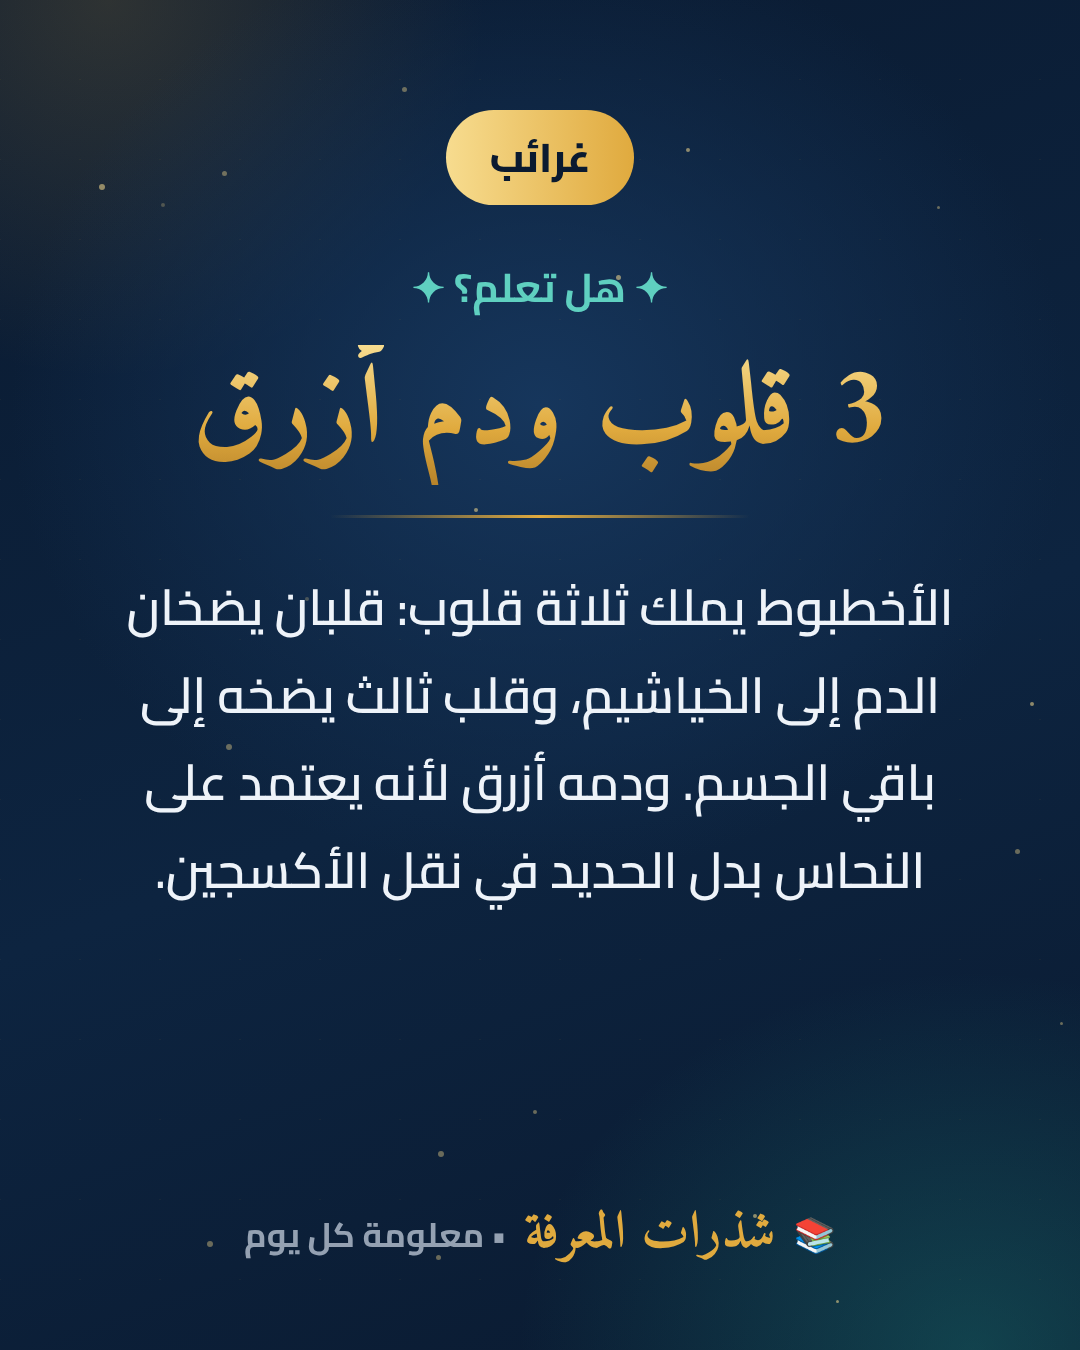 غرائب
✦ هل تعلم؟ ✦
3 قلوب ودم أزرق
الأخطبوط يملك ثلاثة قلوب: قلبان يضخان
الدم إلى الخياشيم، وقلب ثالث يضخه إلى
باقي الجسم. ودمه أزرق لأنه يعتمد على
النحاس بدل الحديد في نقل الأكسجين.
📚 شذرات المعرفة ▪ معلومة كل يوم